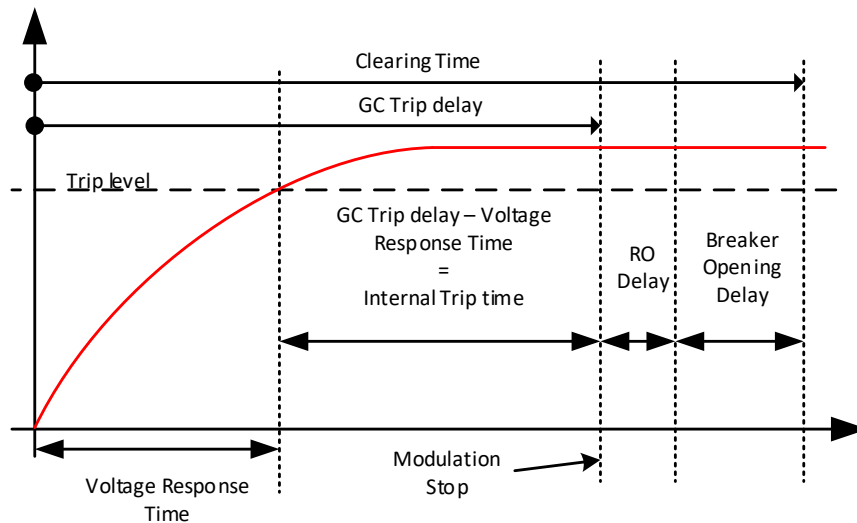 Clearing Time
GC Trip delay
Trip level
GC Trip delay – Voltage
Response Time
=
Internal Trip time
RO
Delay
Breaker
Opening
Delay
Voltage Response
Time
Modulation
Stop